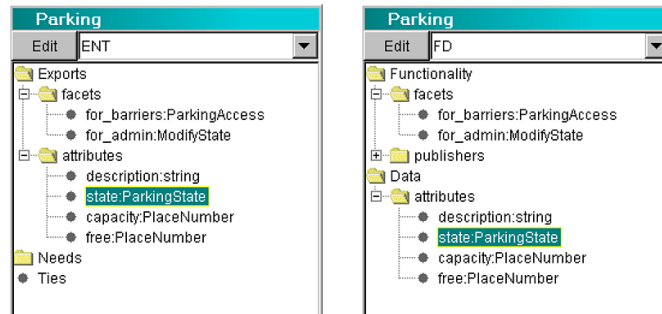 Parking
Edit ENT
Exports
facets
for_barriers:ParkingAccess
for_admin:ModifyState
attributes
description:string
state:ParkingState
capacity:PlaceNumber
free:PlaceNumber
Needs
Ties
Parking
Edit FD
Functionality
facets
for_barriers:ParkingAccess
for_admin:ModifyState
publishers
Data
attributes
description:string
state:ParkingState
capacity:PlaceNumber
free:PlaceNumber